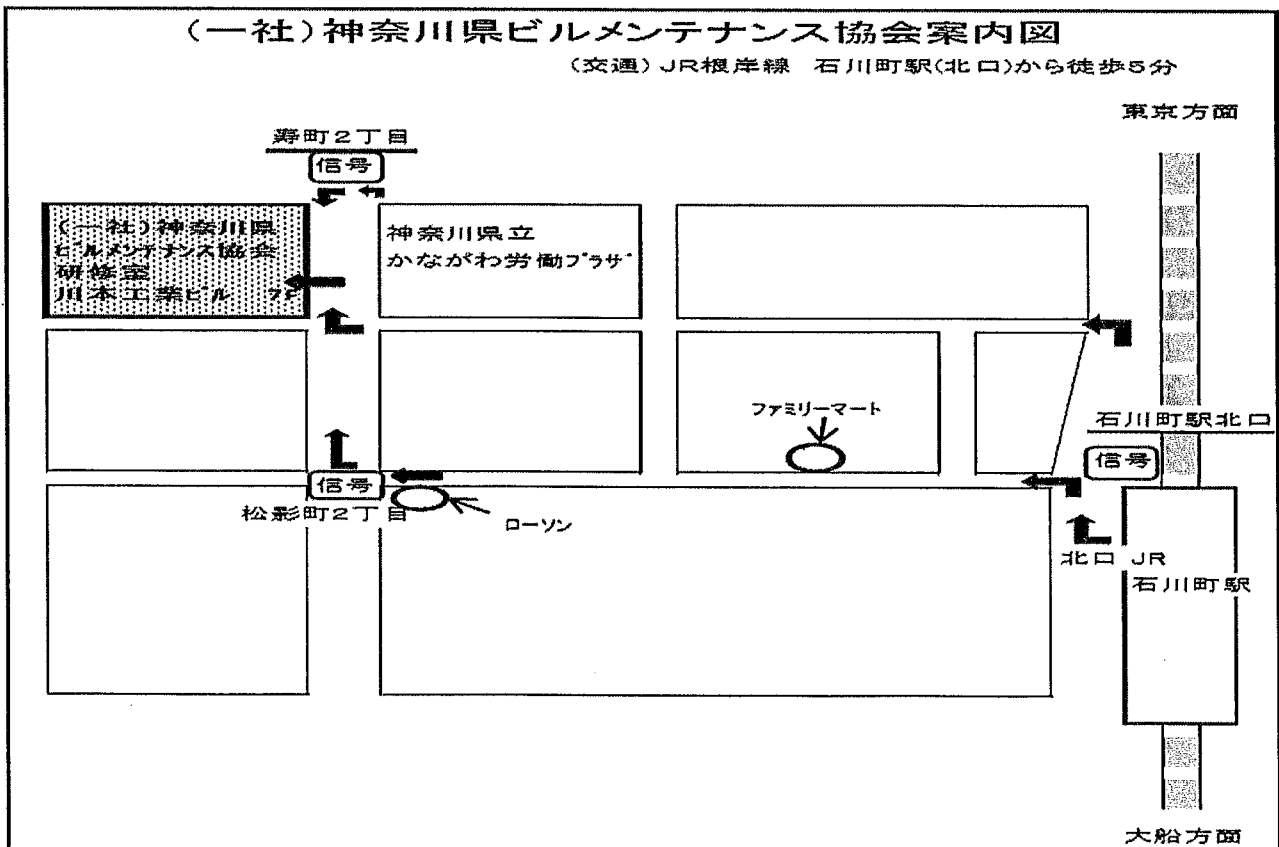 （一社）神奈川県ビルメンテナンス協会案内図
（交通）JR根岸線　石川町駅（北口）から徒歩5分
東京方面
寿町2丁目
信号
（一社）神奈川県
ビルメンテナンス協会
研修室
川本工業ビル　7F
神奈川県立
かながわ労働プラザ
ファミリーマート
石川町駅北口
信号
信号
松影町2丁目
ローソン
北口 JR
石川町駅
大船方面